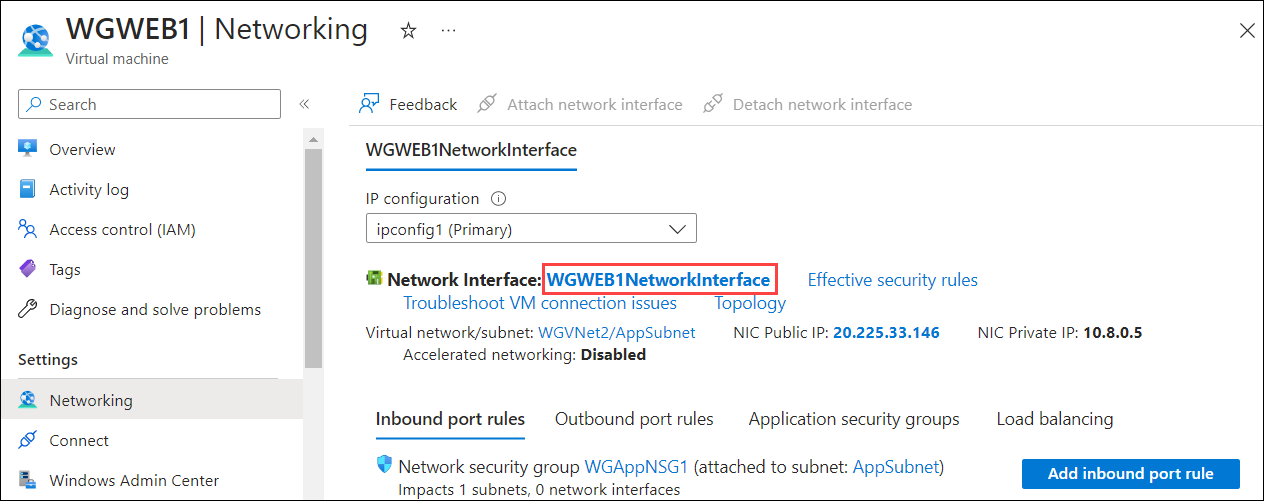 WGWEB1 | Networking
Virtual machine
Search
Overview
Activity log
Access control (IAM)
Tags
Diagnose and solve problems
Settings
Networking
Connect
Windows Admin Center
Feedback
Attach network interface
Detach network interface
WGWEB1NetworkInterface
IP configuration
ipconfig1 (Primary)
Network Interface: WGWEB1NetworkInterface Effective security rules
Troubleshoot VM connection issues Topology
Virtual network/subnet: WGVNet2/AppSubnet NIC Public IP: 20.225.33.146 NIC Private IP: 10.8.0.5
Accelerated networking: Disabled
Inbound port rules Outbound port rules Application security groups Load balancing
Network security group WGAppNSG1 (attached to subnet: AppSubnet)
Impacts 1 subnets, 0 network interfaces
Add inbound port rule